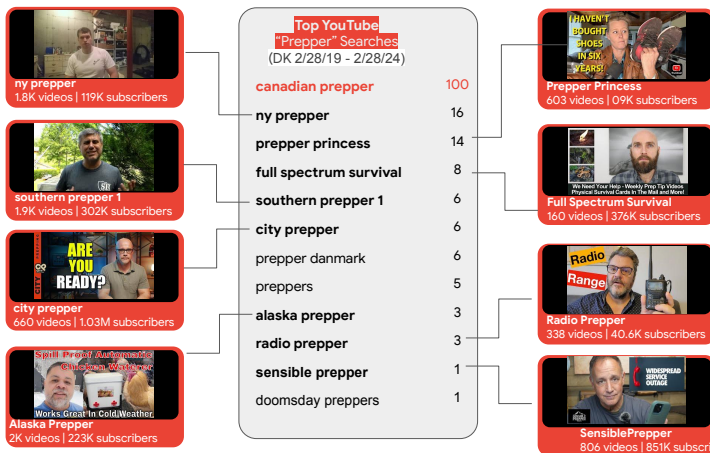 Top YouTube
“Prepper” Searches
(DK 2/28/19 - 2/28/24)
canadian prepper 100
ny prepper 16
prepper princess 14
full spectrum survival 8
southern prepper 1 6
city prepper 6
prepper danmark 6
preppers 5
alaska prepper 3
radio prepper 3
sensible prepper 1
doomsday preppers 1
ny prepper
1.8K videos | 119K subscribers
southern prepper 1
1.9K videos | 302K subscribers
CITY PREPPING
ARE
YOU
READY?
city prepper
660 videos | 1.03M subscribers
Spill Proof Automatic
Chicken Waterer
Works Great In Cold Weather
Alaska Prepper
2K videos | 223K subscribers
I HAVEN'T
BOUGHT
SHOES
IN SIX
YEARS!
Prepper Princess
603 videos | 09K subscribers
We Need Your Help - Weekly Prep Tip Videos
Physical Survival Cards In The Mail and More!
Full Spectrum Survival
160 videos | 376K subscribers
Radio
Range
Radio Prepper
338 videos | 40.6K subscribers
WIDESPREAD
SERVICE
OUTAGE
SensiblePrepper
806 videos | 851K subscri